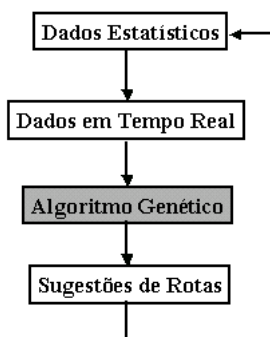 Dados Estatísticos
Dados em Tempo Real
Algoritmo Genético
Sugestões de Rotas